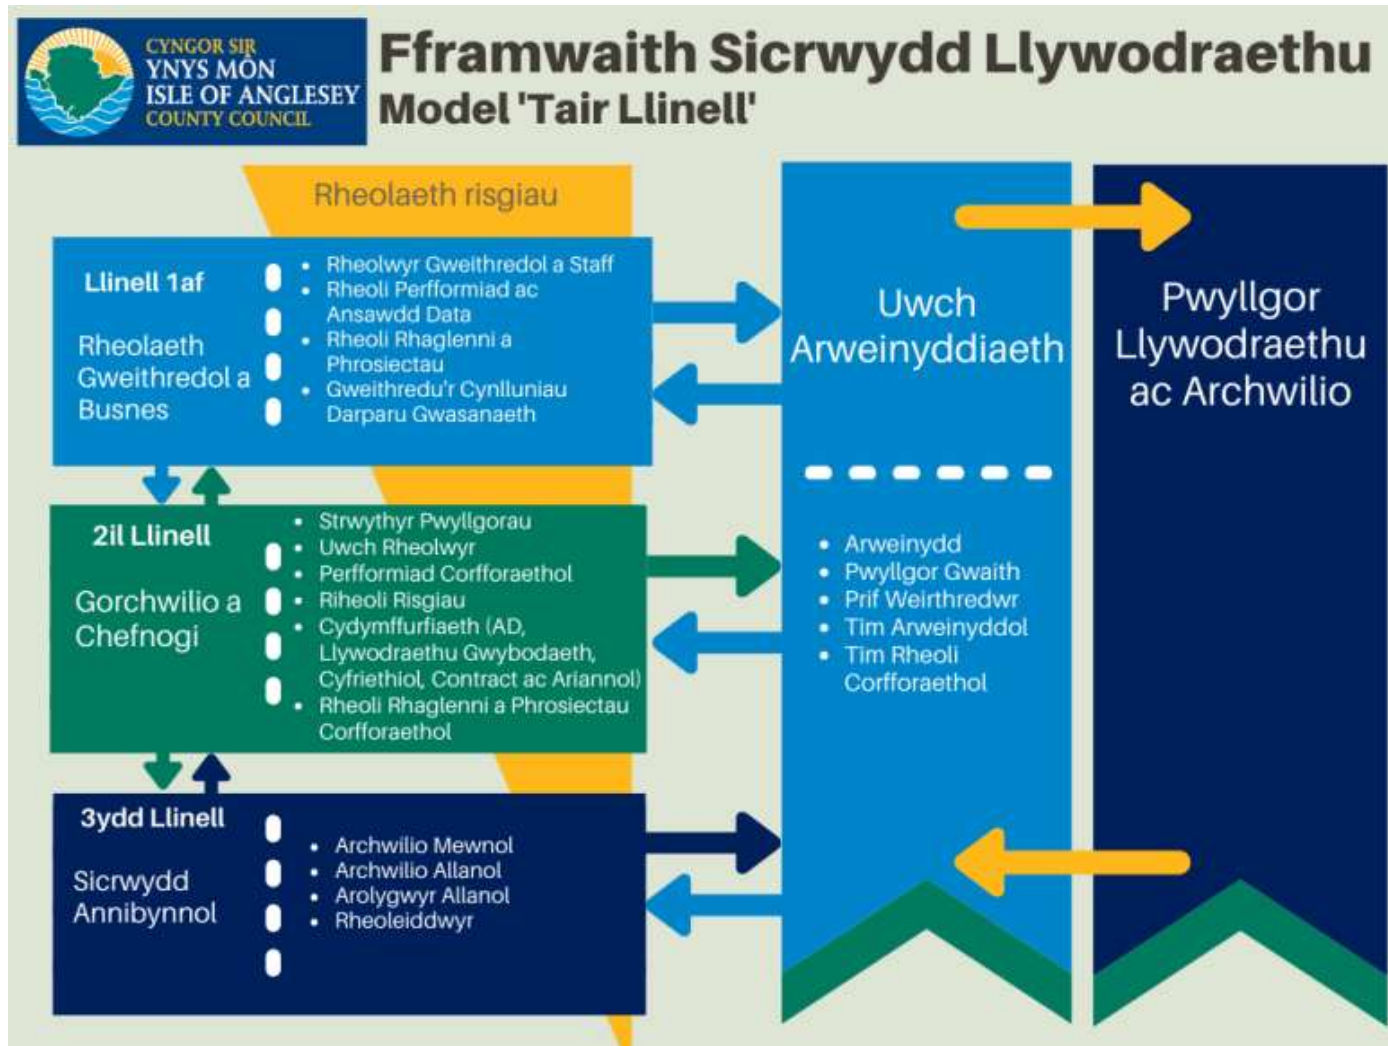 CYNGOR SIR
YNYS MÔN
ISLE OF ANGLESEY
COUNTY COUNCIL
Fframwaith Sicrwydd Llywodraethu
Model 'Tair Llinell'
Rheolaeth risgiau
Llinell 1af
Rheolaeth
Gweithredol a
Busnes
• Rheolwyr Gweithredol a Staff
• Rheoli Perfformiad ac
Ansawdd Data
• Rheoli Rhaglenni a
Phrosiectau
• Gweithredu'r Cynlluniau
Darparu Gwasanaeth
2il Llinell
Gorchwilio a
Chefnogi
• Strwythyr Pwyllgorau
• Uwch Rheolwyr
• Perfformiad Corfforaethol
• Riheoli Risgiau
• Cydymffurfiaeth (AD,
Llywodraethu Gwybodaeth,
Cyfriethiol, Contract ac Ariannol)
• Rheoli Rhaglenni a Phrosiectau
Corfforaethol
3ydd Llinell
Sicrwydd
Annibynnol
• Archwilio Mewnol
• Archwilio Allanol
• Arolygwyr Allanol
• Rheoleiddwyr
Uwch
Arweinyddiaeth
• Arweinydd
• Pwyllgor Gwaith
• Prif Weirthredwr
• Tim Arweinyddol
• Tim Rheoli
Corfforaethol
Pwyllgor
Llywodraethu
ac Archwilio